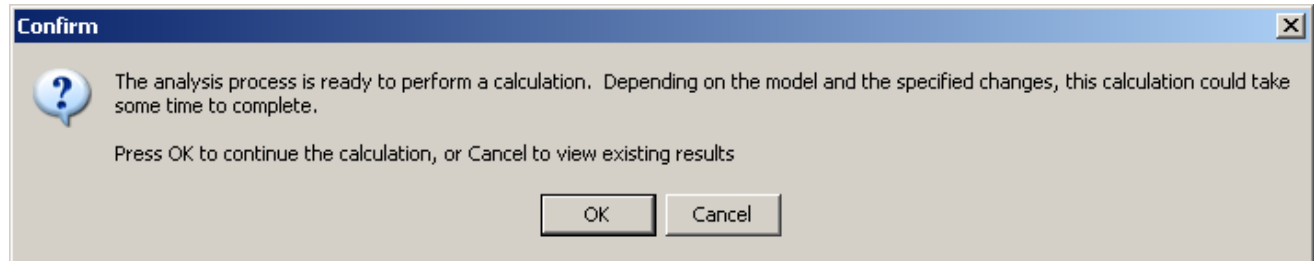 Confirm
The analysis process is ready to perform a calculation.  Depending on the model and the specified changes, this calculation could take
some time to complete.
Press OK to continue the calculation, or Cancel to view existing results
OK
Cancel